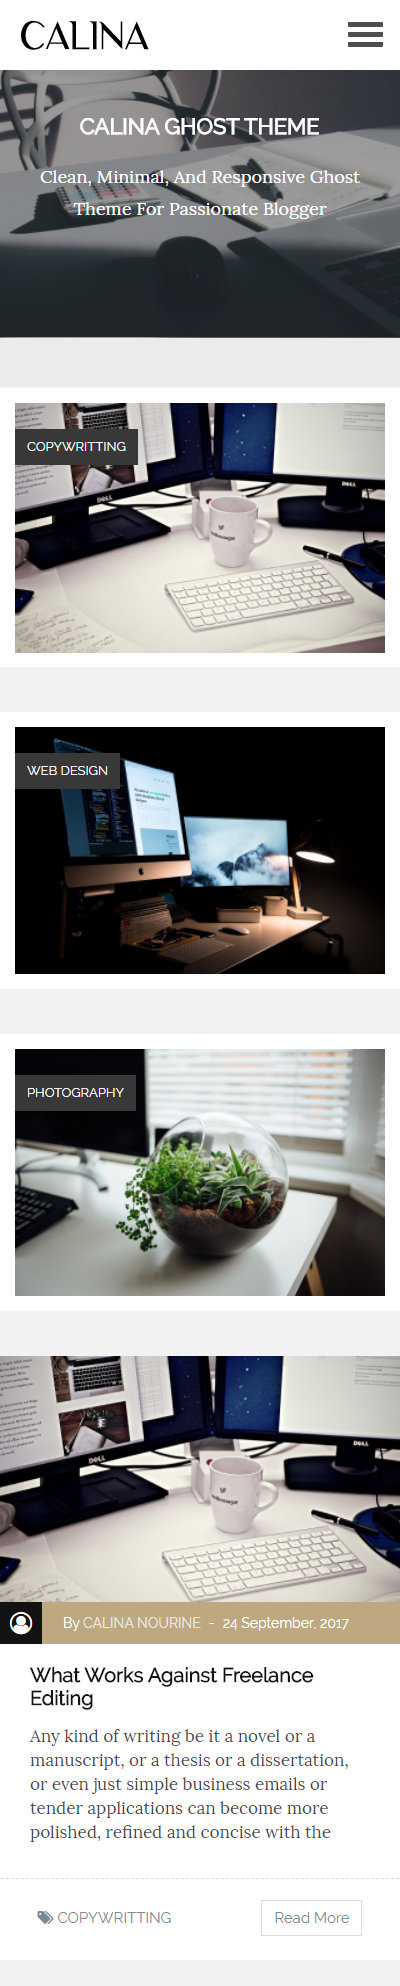 CALINA
CALINA GHOST THEME
Clean, Minimal, And Responsive Ghost
Theme For Passionate Blogger
COPYWRITTING
DELL
WEB DESIGN
PHOTOGRAPHY
DELL
DELL
By CALINA NOURINE - 24 September, 2017
What Works Against Freelance
Editing
Any kind of writing be it a novel or a
manuscript, or a thesis or a dissertation,
or even just simple business emails or
tender applications can become more
polished, refined and concise with the
COPYWRITTING
Read More